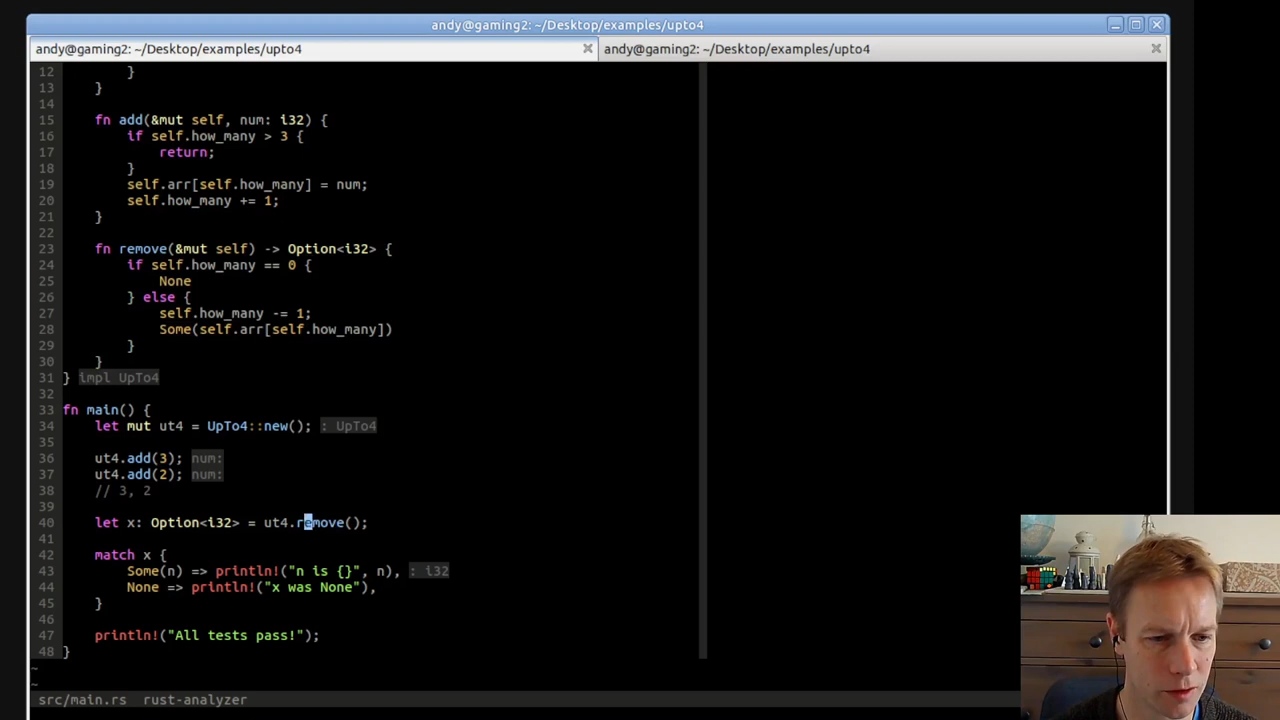 andy@gaming2: ~/Desktop/examples/upto4
andy@gaming2: ~/Desktop/examples/upto4
andy@gaming2: ~/Desktop/examples/upto4
12         }
13     }
14
15     fn add(&mut self, num: i32) {
16         if self.how_many > 3 {
17             return;
18         }
19         self.arr[self.how_many] = num;
20         self.how_many += 1;
21     }
22
23     fn remove(&mut self) -> Option<i32> {
24         if self.how_many == 0 {
25             None
26         } else {
27             self.how_many -= 1;
28             Some(self.arr[self.how_many])
29         }
30     }
31 } impl UpTo4
32
33 fn main() {
34     let mut ut4 = UpTo4::new(); : UpTo4
35
36     ut4.add(3); num:
37     ut4.add(2); num:
38     // 3, 2
39
40     let x: Option<i32> = ut4.remove();
41
42     match x {
43         Some(n) => println!("n is {}", n), : i32
44         None => println!("x was None"),
45     }
46
47     println!("All tests pass!");
48 }
~
~
src/main.rs rust-analyzer